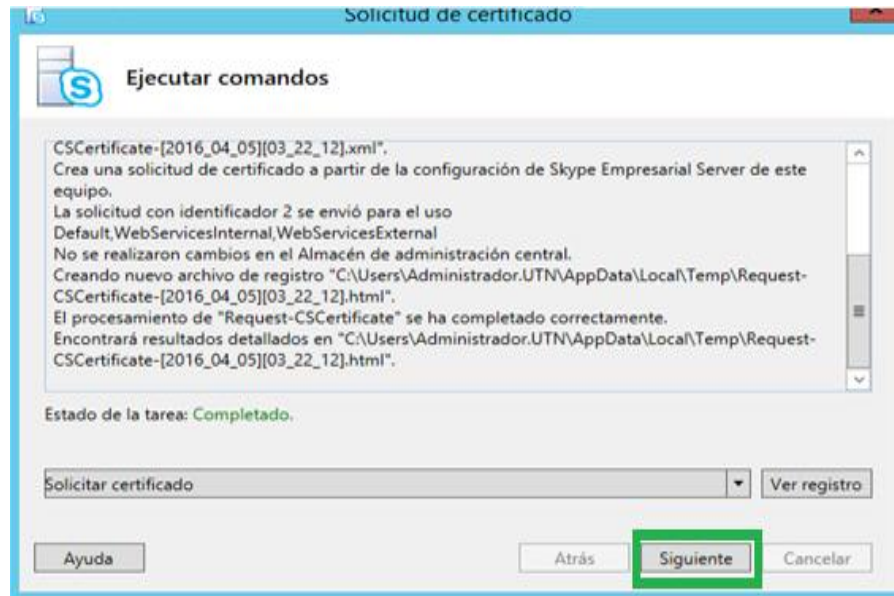 Solicitud de certificado
Ejecutar comandos
CSCertificate-[2016_04_05][03_22_12].xml".
Crea una solicitud de certificado a partir de la configuración de Skype Empresarial Server de este
equipo.
La solicitud con identificador 2 se envió para el uso
Default,WebServicesInternal,WebServicesExternal
No se realizaron cambios en el Almacén de administración central.
Creando nuevo archivo de registro "C:\Users\Administrador.UTN\AppData\Local\Temp\Request-
CSCertificate-[2016_04_05][03_22_12].html".
El procesamiento de "Request-CSCertificate" se ha completado correctamente.
Encontrará resultados detallados en "C:\Users\Administrador.UTN\AppData\Local\Temp\Request-
CSCertificate-[2016_04_05][03_22_12].html".
Estado de la tarea: Completado.
Solicitar certificado
Ver registro
Ayuda
Atrás
Siguiente
Cancelar